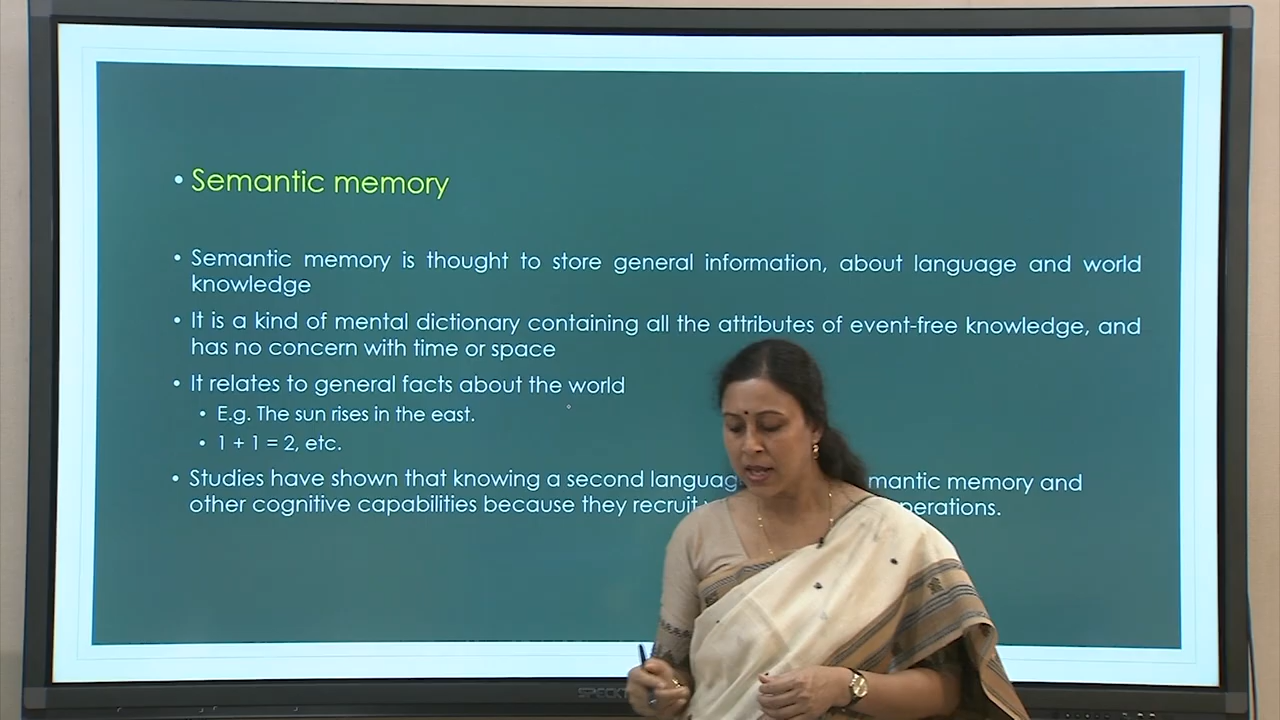 • Semantic memory
• Semantic memory is thought to store general information, about language and world
knowledge
• It is a kind of mental dictionary containing all the attributes of event-free knowledge, and
has no concern with time or space
• It relates to general facts about the world
• E.g. The sun rises in the east.
• 1 + 1 = 2, etc.
• Studies have shown that knowing a second memory and
other cognitive capabilities because they recruit